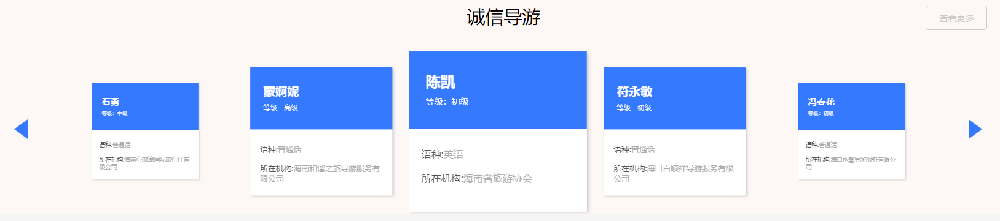 诚信导游
查看更多
石勇
等级：中级
语种:普通话
所在机构:海南心旅途国际旅行社有
限公司
蒙婀妮
等级：高级
语种:普通话
所在机构:海南和谐之旅导游服务有
限公司
陈凯
等级：初级
语种:英语
所在机构:海南省旅游协会
符永敏
等级：初级
语种:普通话
所在机构:海口百顺祥导游服务有限
公司
冯春花
等级：初级
语种:普通话
所在机构:海口永馨导游服务有限公
司